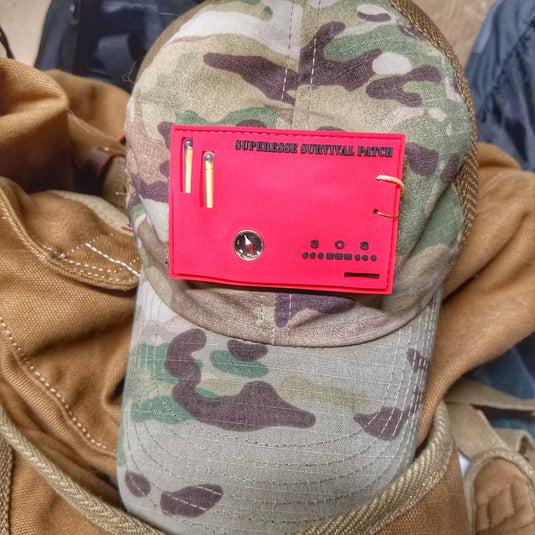 SUPERESSE SURVIVAL PATCH
S O S